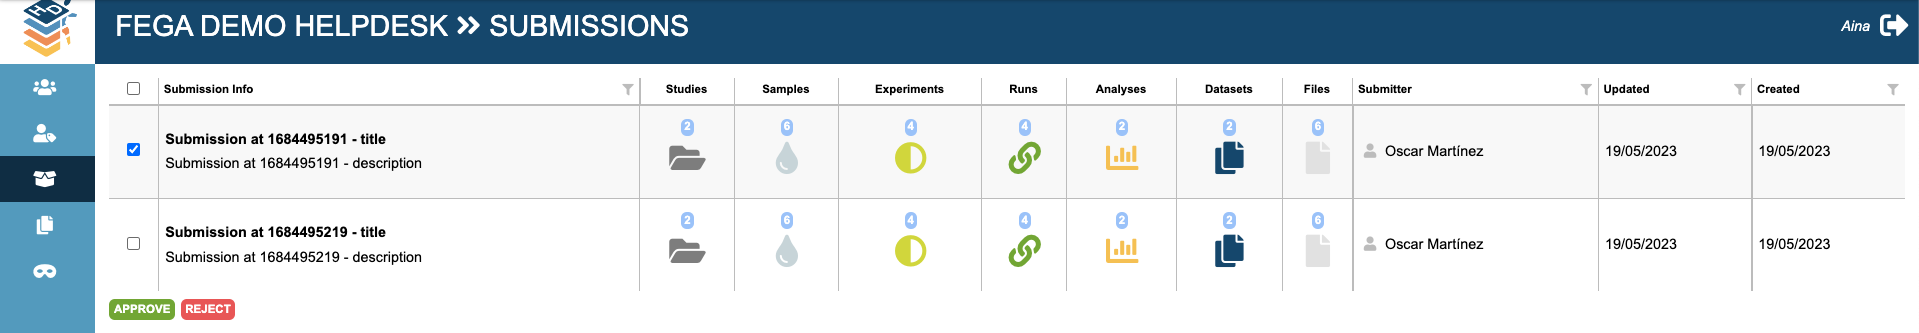 HD
FEGA DEMO HELPDESK >> SUBMISSIONS
Aina
Submission Info Studies Samples Experiments Runs Analyses Datasets Files Submitter Updated Created
2 6 4 4 2 2 6
Submission at 1684495191 - title
Submission at 1684495191 - description
Oscar Martínez 19/05/2023 19/05/2023
2 6 4 4 2 2 6
Submission at 1684495219 - title
Submission at 1684495219 - description
Oscar Martínez 19/05/2023 19/05/2023
APPROVE REJECT